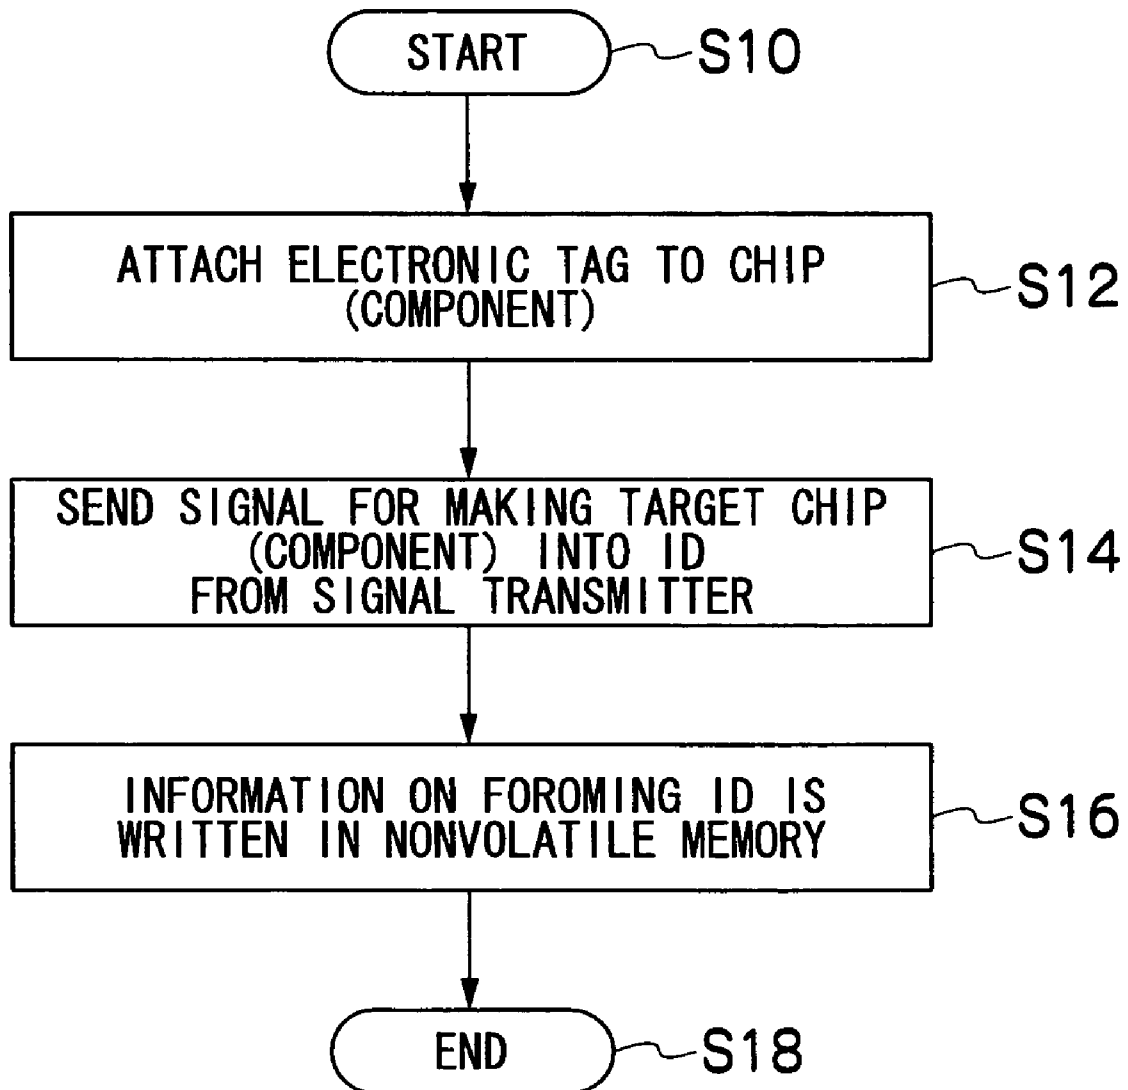 START
S10
ATTACH ELECTRONIC TAG TO CHIP
(COMPONENT)
S12
SEND SIGNAL FOR MAKING TARGET CHIP
(COMPONENT) INTO ID
FROM SIGNAL TRANSMITTER
S14
INFORMATION ON FOROMING ID IS
WRITTEN IN NONVOLATILE MEMORY
S16
END
S18